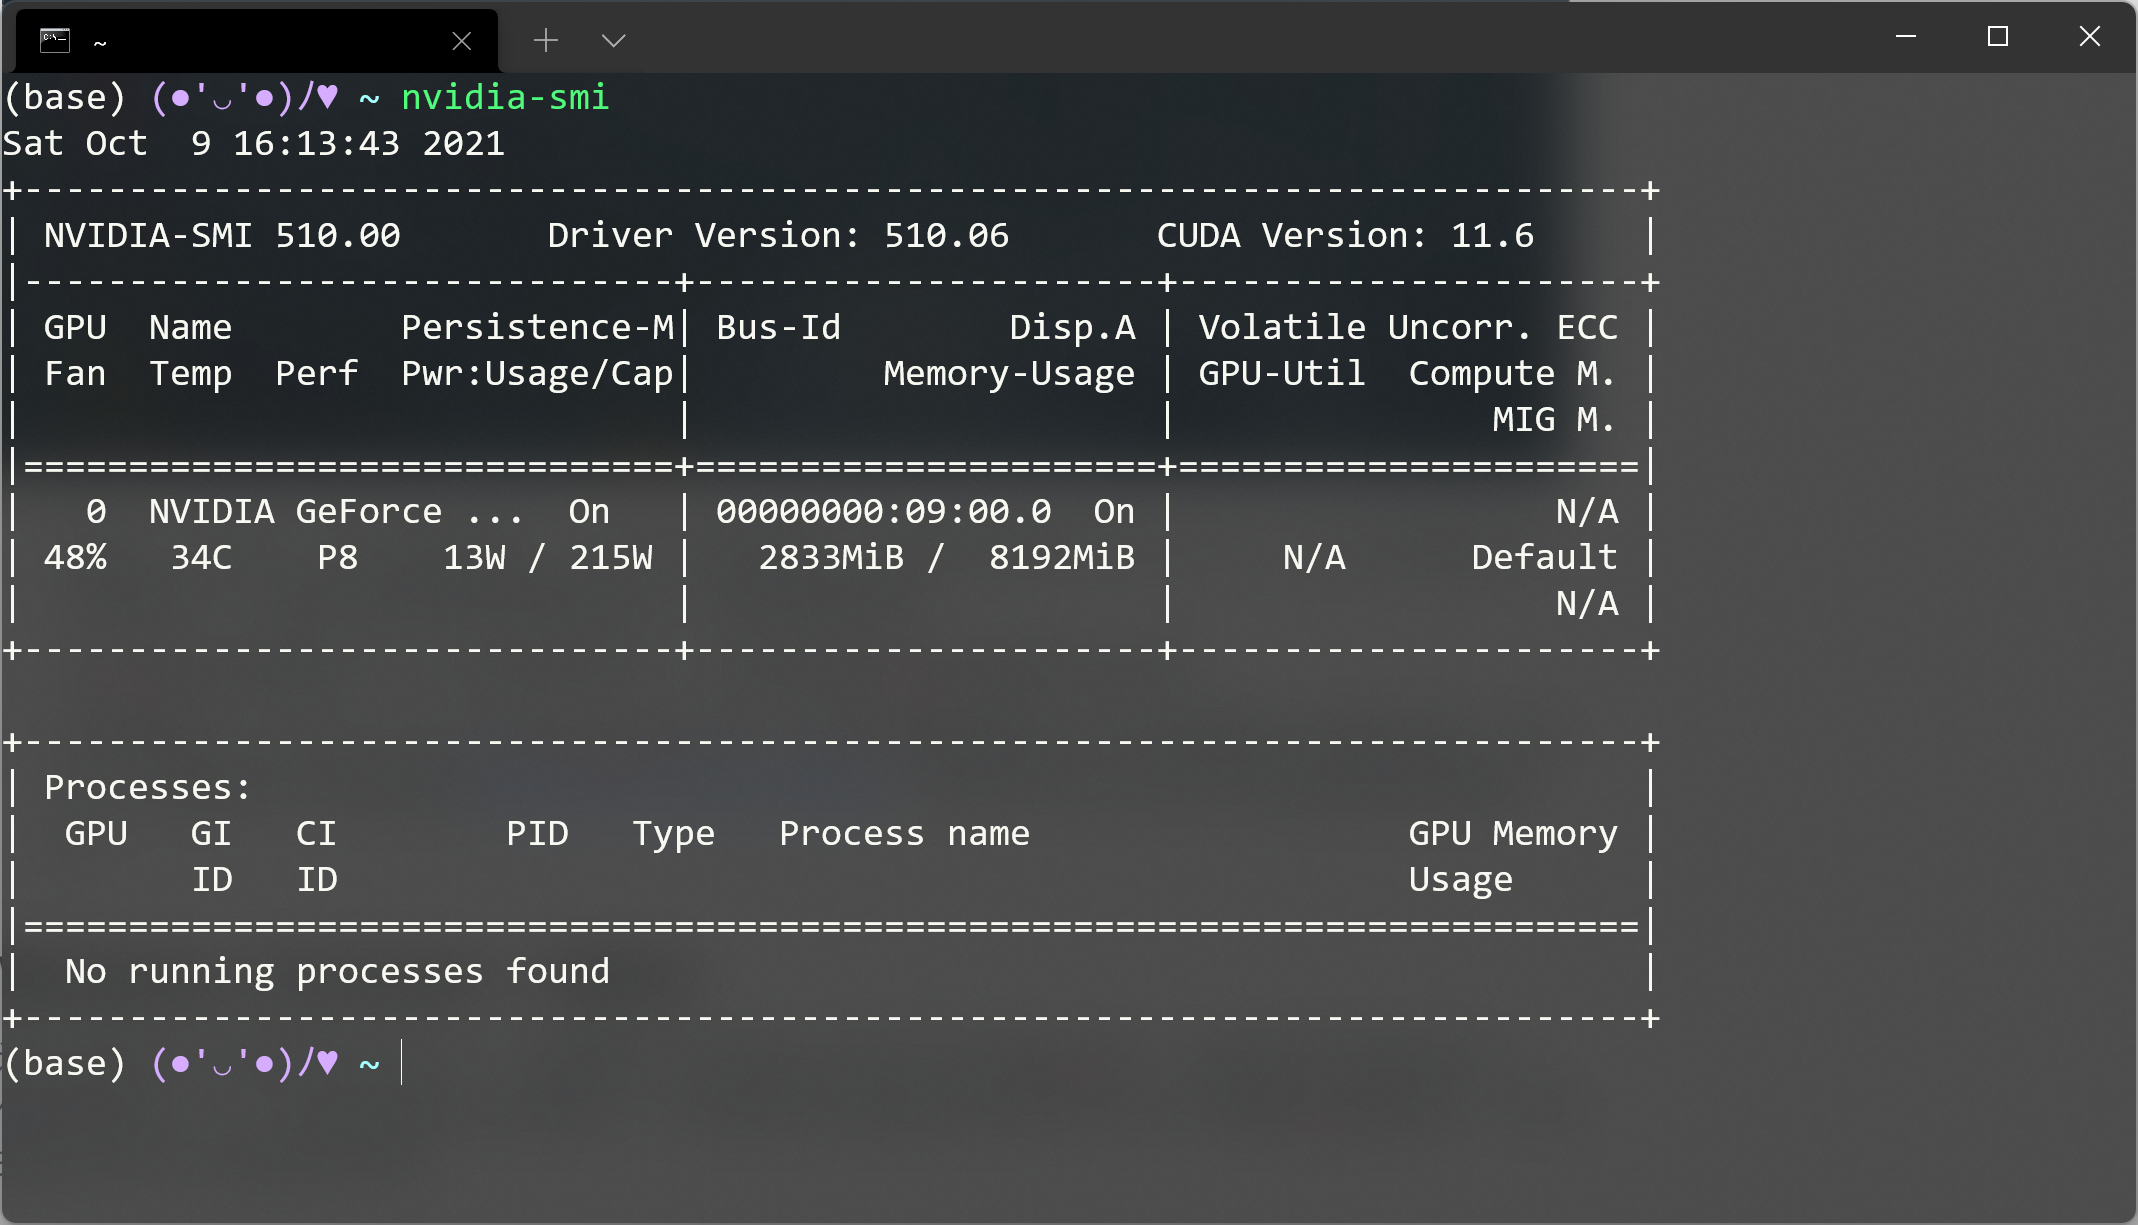 ~
(base) (●'◡'●)ﾉ♥ ~ nvidia-smi
Sat Oct  9 16:13:43 2021
+-----------------------------------------------------------------------------+
| NVIDIA-SMI 510.00       Driver Version: 510.06       CUDA Version: 11.6     |
|-------------------------------+----------------------+----------------------+
| GPU  Name        Persistence-M| Bus-Id        Disp.A | Volatile Uncorr. ECC |
| Fan  Temp  Perf  Pwr:Usage/Cap|         Memory-Usage | GPU-Util  Compute M. |
|                               |                      |               MIG M. |
|===============================+======================+======================|
|   0  NVIDIA GeForce ...  On   | 00000000:09:00.0  On |                  N/A |
| 48%   34C    P8    13W / 215W |   2833MiB /  8192MiB |     N/A      Default |
|                               |                      |                  N/A |
+-------------------------------+----------------------+----------------------+
+-----------------------------------------------------------------------------+
| Processes:                                                                  |
|  GPU   GI   CI        PID   Type   Process name                  GPU Memory |
|        ID   ID                                                   Usage      |
|=============================================================================|
|  No running processes found                                                 |
+-----------------------------------------------------------------------------+
(base) (●'◡'●)ﾉ♥ ~